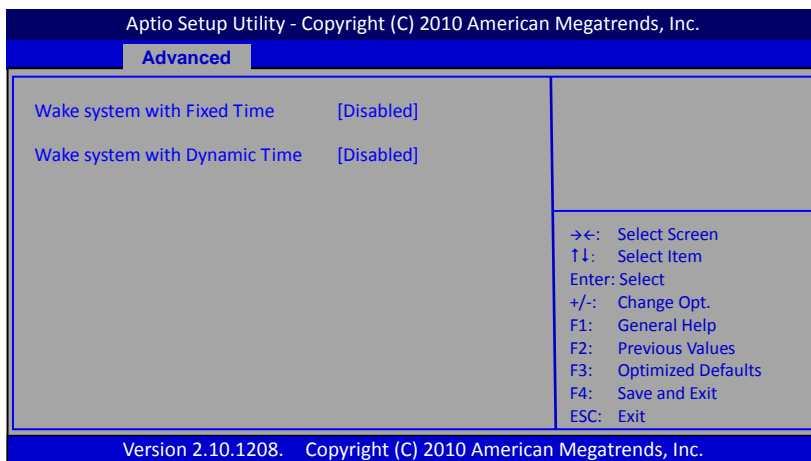 Aptio Setup Utility - Copyright (C) 2010 American Megatrends, Inc.
Advanced
Wake system with Fixed Time [Disabled]
Wake system with Dynamic Time [Disabled]
→←: Select Screen
↑↓: Select Item
Enter: Select
+/-: Change Opt.
F1: General Help
F2: Previous Values
F3: Optimized Defaults
F4: Save and Exit
ESC: Exit
Version 2.10.1208. Copyright (C) 2010 American Megatrends, Inc.